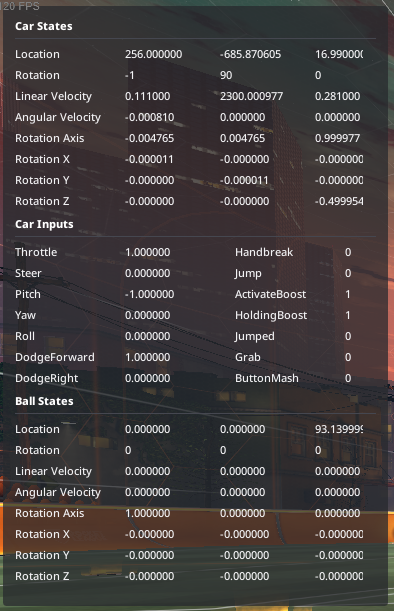 120 FPS
Car States
Location 256.000000 -685.870605 16.990000
Rotation -1 90 0
Linear Velocity 0.111000 2300.000977 0.281000
Angular Velocity -0.000810 0.000000 0.000000
Rotation Axis -0.004765 0.004765 0.999977
Rotation X -0.000011 -0.000000 -0.000000
Rotation Y -0.000000 -0.000011 -0.000000
Rotation Z -0.000000 -0.000000 -0.499954
Car Inputs
Throttle 1.000000 Handbreak 0
Steer 0.000000 Jump 0
Pitch -1.000000 ActivateBoost 1
Yaw 0.000000 HoldingBoost 1
Roll 0.000000 Jumped 0
DodgeForward 1.000000 Grab 0
DodgeRight 0.000000 ButtonMash 0
Ball States
Location 0.000000 0.000000 93.139999
Rotation 0 0 0
Linear Velocity 0.000000 0.000000 0.000000
Angular Velocity 0.000000 0.000000 0.000000
Rotation Axis 1.000000 0.000000 0.000000
Rotation X -0.000000 -0.000000 -0.000000
Rotation Y -0.000000 -0.000000 -0.000000
Rotation Z -0.000000 -0.000000 -0.000000